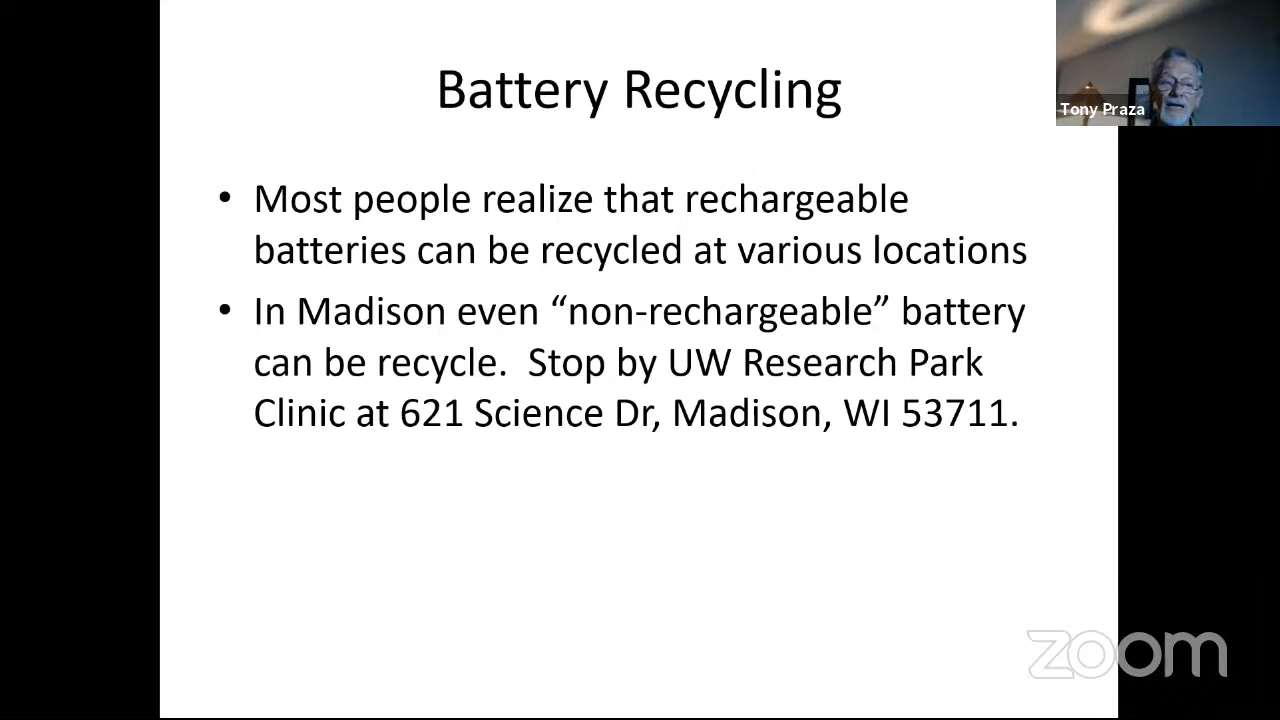 Battery Recycling
Tony Praza
• Most people realize that rechargeable
batteries can be recycled at various locations
• In Madison even “non-rechargeable” battery
can be recycle.  Stop by UW Research Park
Clinic at 621 Science Dr, Madison, WI 53711.
zoom